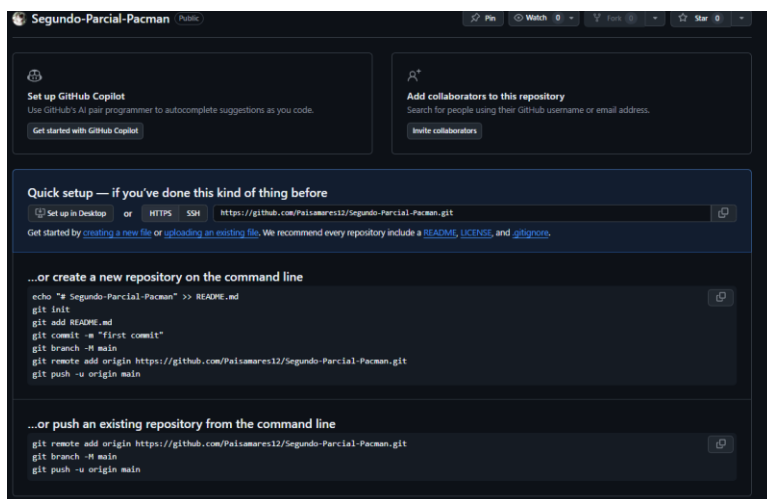 Segundo-Parcial-Pacman Public
Pin Watch 0 Fork 0 Star 0
Set up GitHub Copilot
Use GitHub's AI pair programmer to autocomplete suggestions as you code.
Get started with GitHub Copilot
Add collaborators to this repository
Search for people using their GitHub username or email address.
Invite collaborators
Quick setup — if you've done this kind of thing before
Set up in Desktop or HTTPS SSH https://github.com/Paisamares12/Segundo-Parcial-Pacman.git
Get started by creating a new file or uploading an existing file. We recommend every repository include a README, LICENSE, and .gitignore.
...or create a new repository on the command line
echo "# Segundo-Parcial-Pacman" >> README.md
git init
git add README.md
git commit -m "first commit"
git branch -M main
git remote add origin https://github.com/Paisamares12/Segundo-Parcial-Pacman.git
git push -u origin main
...or push an existing repository from the command line
git remote add origin https://github.com/Paisamares12/Segundo-Parcial-Pacman.git
git branch -M main
git push -u origin main